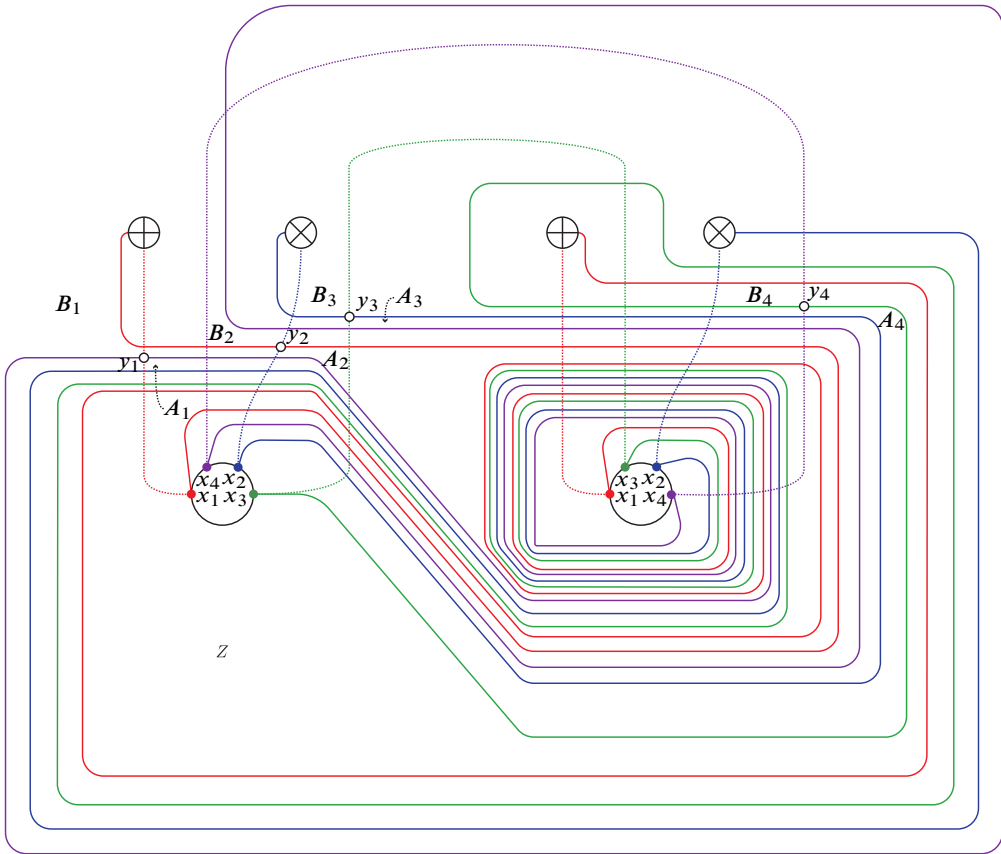 B₁ B₃ y₃ A₃ B₄ y₄
B₂ y₂ A₄
y₁ A₂
A₁
x₄ x₂ x₃ x₂
x₁ x₃ x₁ x₄
z